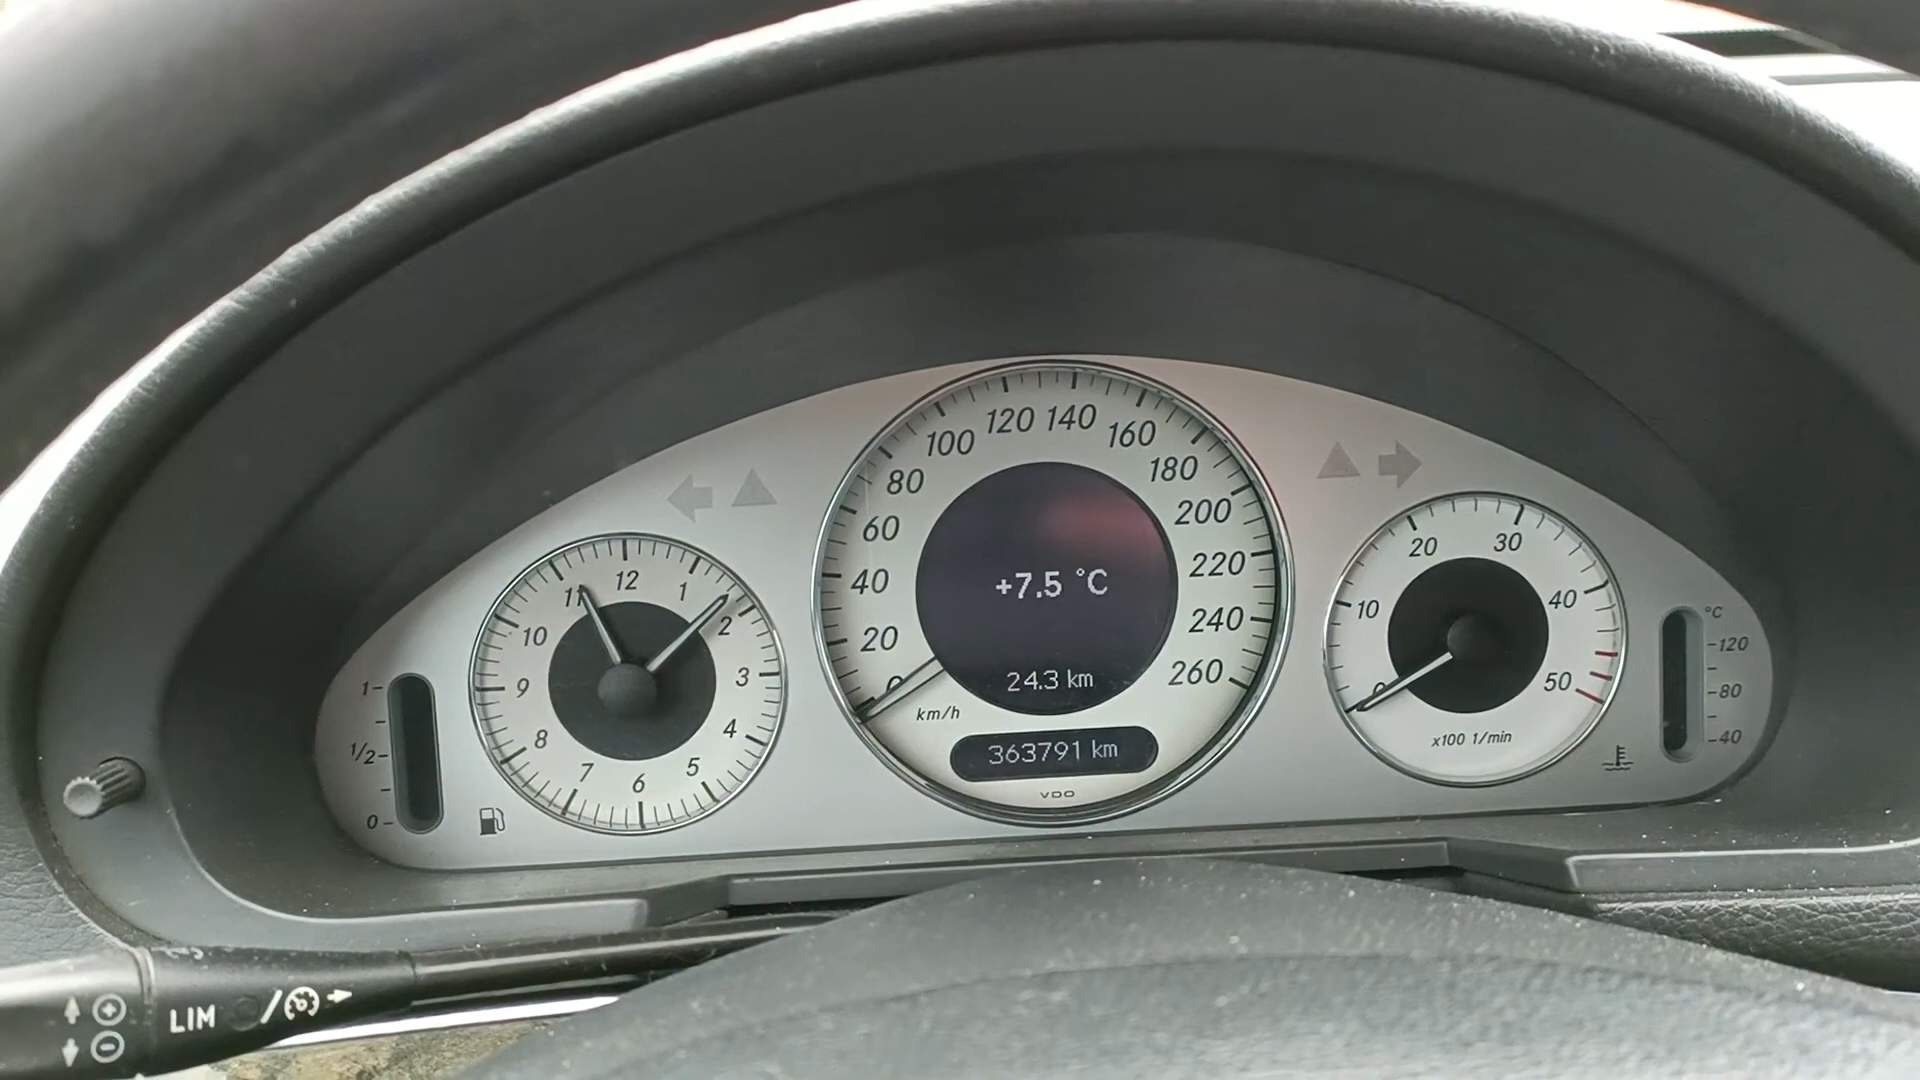 120 140
100 160
80 180
60 200
40 220
20 240
0 260
km/h
+7.5 °C
24.3 km
363791 km
VDO
12
11 1
10 2
9 3
8 4
7 5
6
1
1/2
0
20 30
10 40
0 50
x100 1/min
°C
120
80
40
LIM